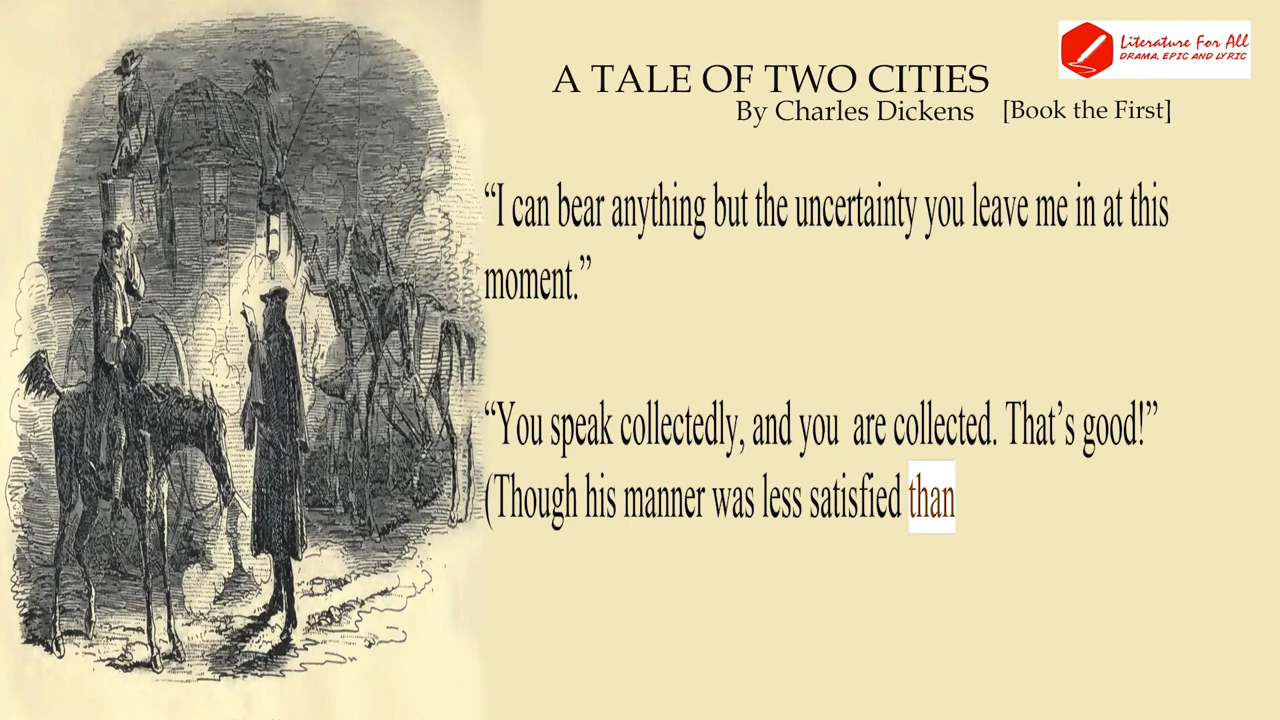 Literature For All
DRAMA, EPIC AND LYRIC
A TALE OF TWO CITIES
By Charles Dickens [Book the First]
“I can bear anything but the uncertainty you leave me in at this
moment.”
“You speak collectedly, and you are collected. That’s good!”
(Though his manner was less satisfied than